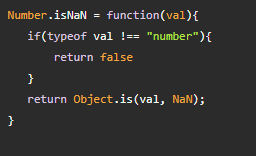 Number.isNaN = function(val){
if(typeof val !== "number"){
return false
}
return Object.is(val, NaN);
}